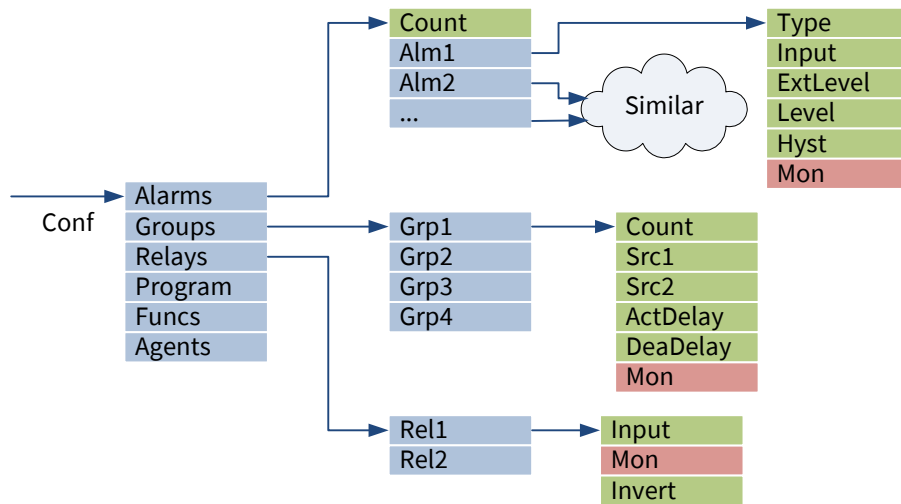 Count
Alm1
Alm2
...
Similar
Type
Input
ExtLevel
Level
Hyst
Mon
Conf
Alarms
Groups
Relays
Program
Funcs
Agents
Grp1
Grp2
Grp3
Grp4
Count
Src1
Src2
ActDelay
DeaDelay
Mon
Rel1
Rel2
Input
Mon
Invert